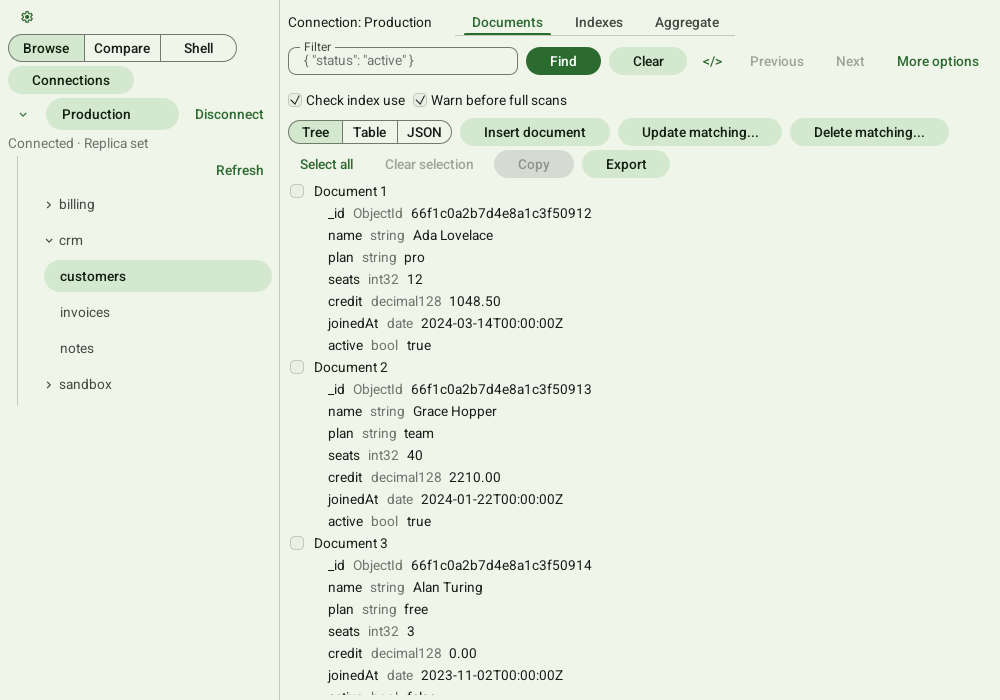 Browse Compare Shell
Connections
Production Disconnect
Connected · Replica set
Refresh
billing
crm
customers
invoices
notes
sandbox
Connection: Production Documents Indexes Aggregate
Filter
{ "status": "active" } Find Clear </> Previous Next More options
Check index use Warn before full scans
Tree Table JSON Insert document Update matching... Delete matching...
Select all Clear selection Copy Export
Document 1
_id ObjectId 66f1c0a2b7d4e8a1c3f50912
name string Ada Lovelace
plan string pro
seats int32 12
credit decimal128 1048.50
joinedAt date 2024-03-14T00:00:00Z
active bool true
Document 2
_id ObjectId 66f1c0a2b7d4e8a1c3f50913
name string Grace Hopper
plan string team
seats int32 40
credit decimal128 2210.00
joinedAt date 2024-01-22T00:00:00Z
active bool true
Document 3
_id ObjectId 66f1c0a2b7d4e8a1c3f50914
name string Alan Turing
plan string free
seats int32 3
credit decimal128 0.00
joinedAt date 2023-11-02T00:00:00Z